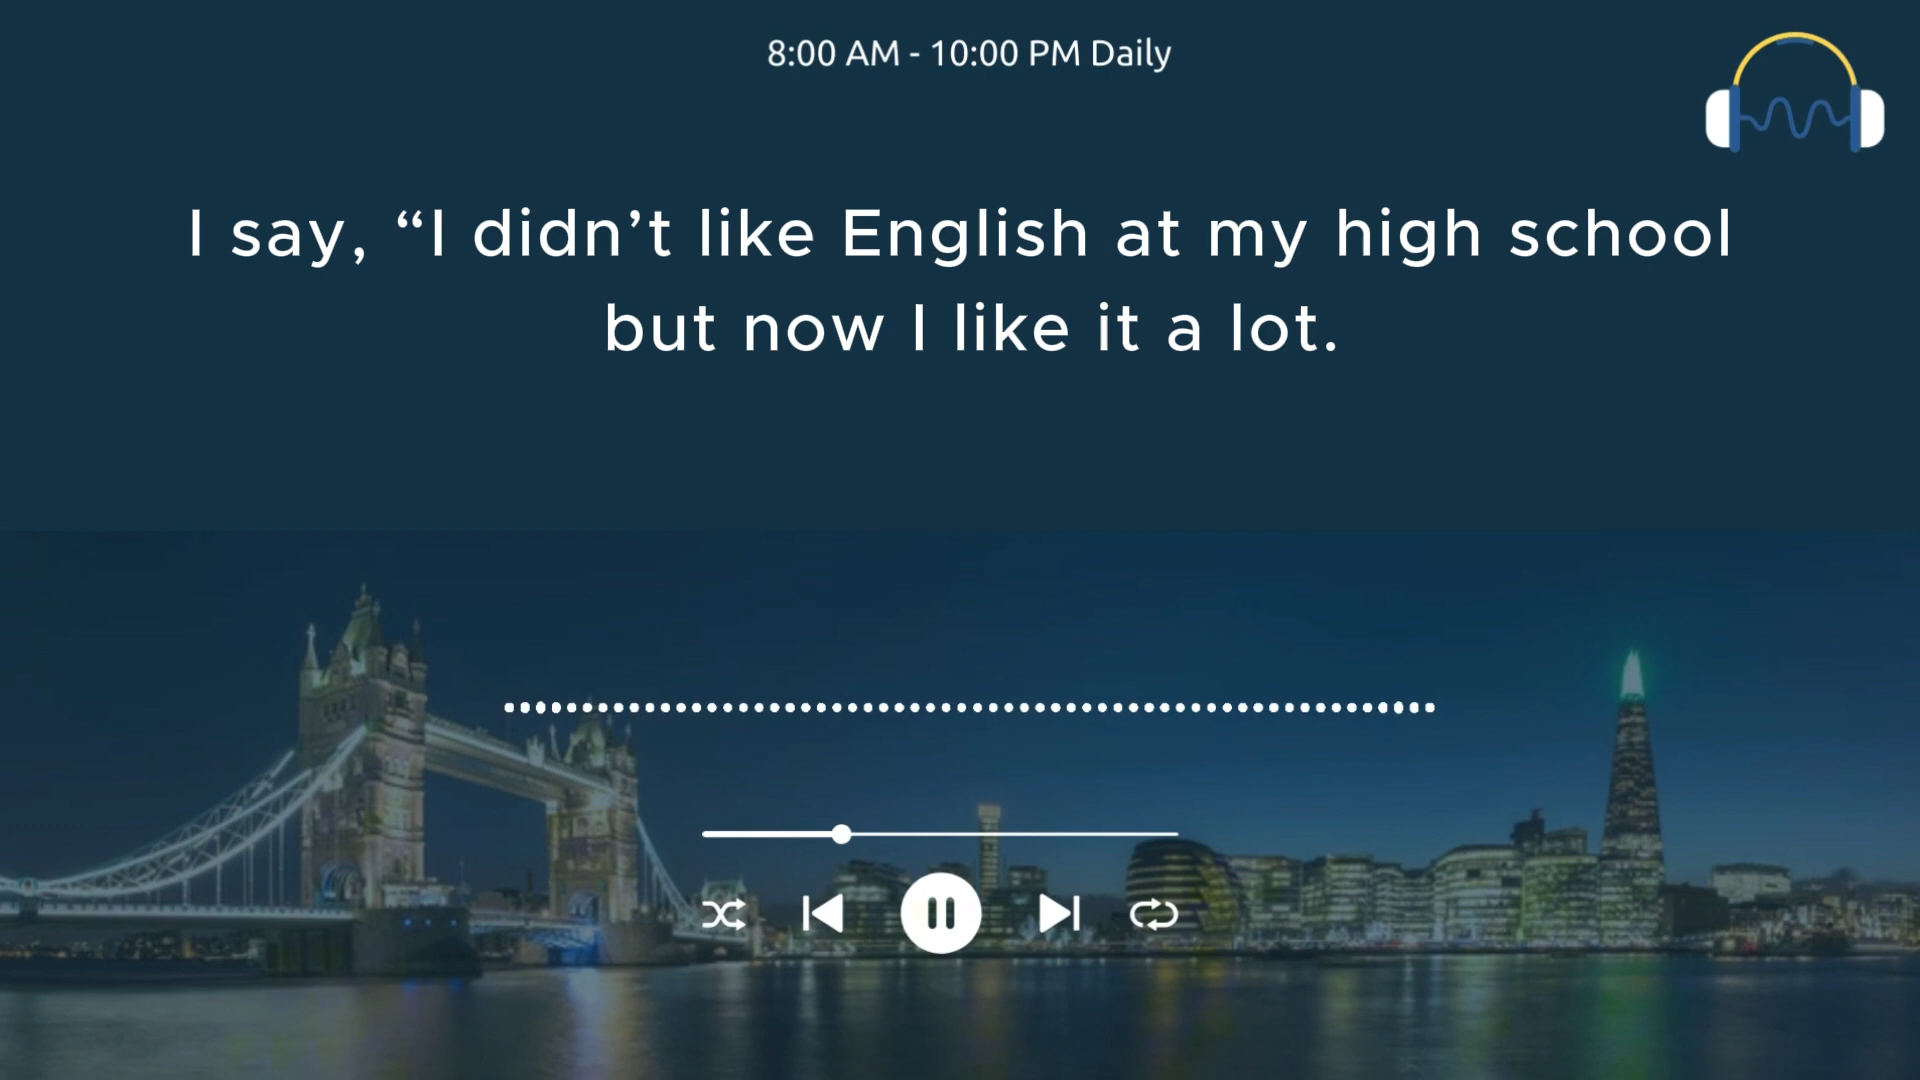 8:00 AM - 10:00 PM Daily
I say, “I didn’t like English at my high school
but now I like it a lot.